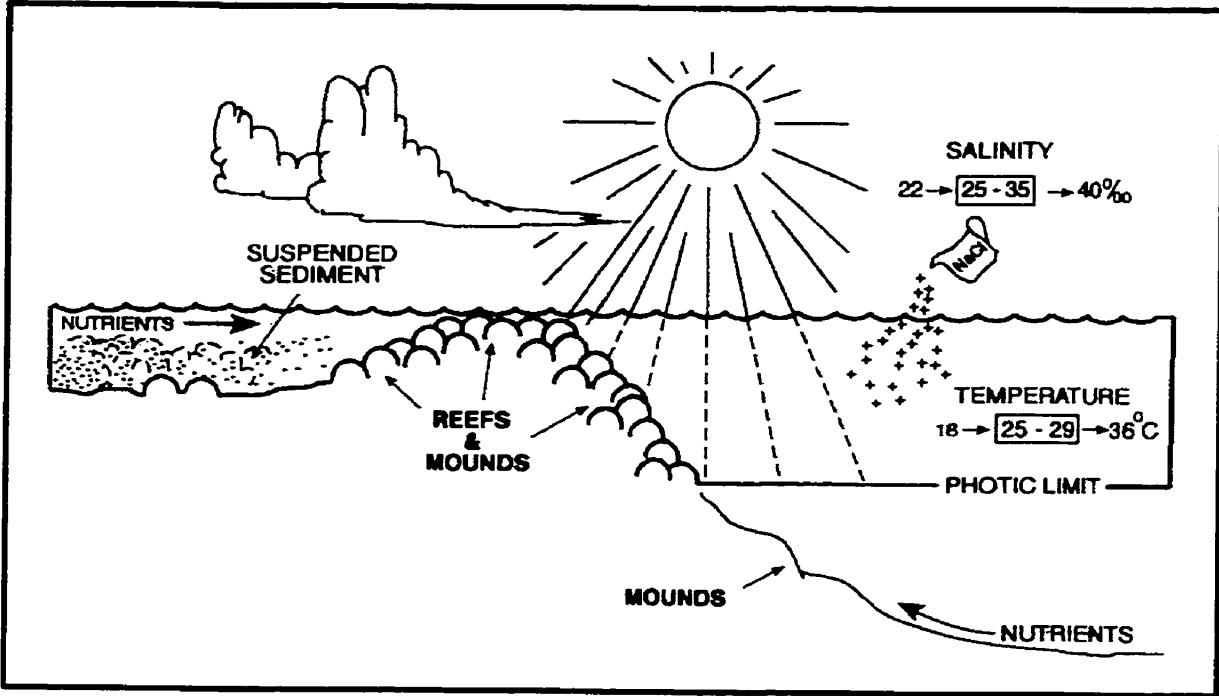 SALINITY
22 → 25 - 35 → 40‰
NaCl
SUSPENDED
SEDIMENT
NUTRIENTS
TEMPERATURE
18 → 25 - 29 → 36°C
REEFS
&
MOUNDS
PHOTIC LIMIT
MOUNDS
NUTRIENTS